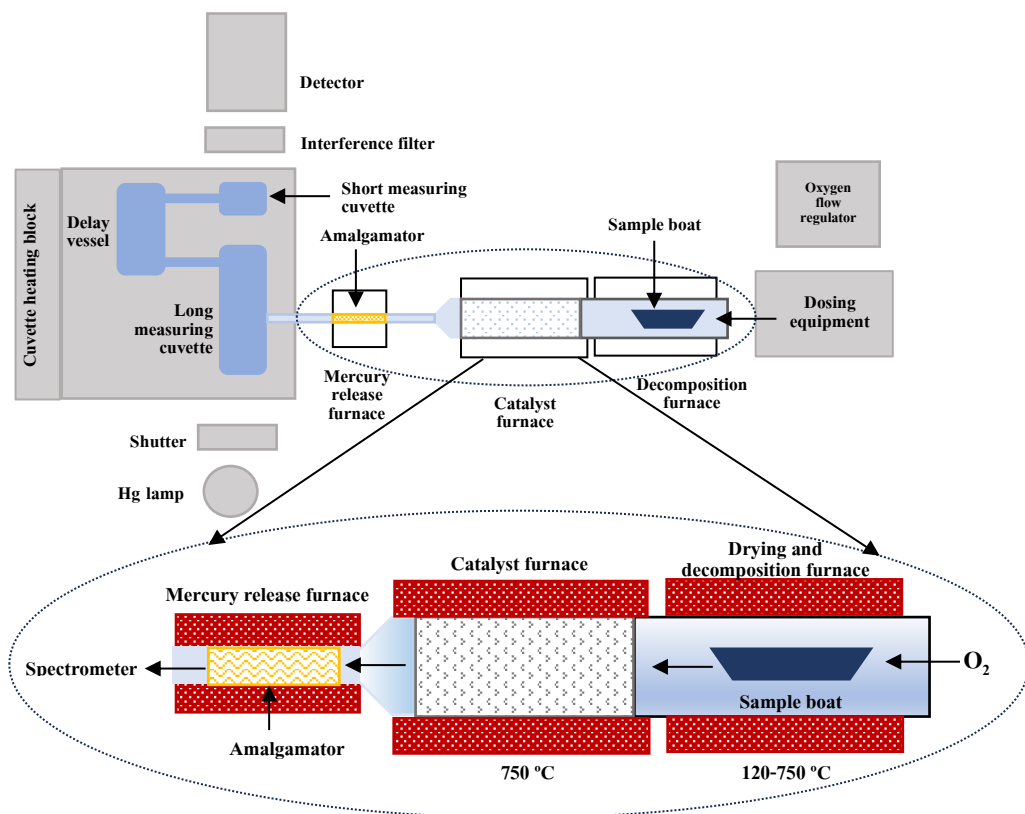 Detector
Interference filter
Short measuring
cuvette
Oxygen
flow
regulator
Cuvette heating block
Delay
vessel
Amalgamator
Sample boat
Long
measuring
cuvette
Dosing
equipment
Mercury
release
furnace
Catalyst
furnace
Decomposition
furnace
Shutter
Hg lamp
Drying and
decomposition furnace
Catalyst furnace
Mercury release furnace
Spectrometer
O₂
Sample boat
Amalgamator
750 ºC
120-750 ºC